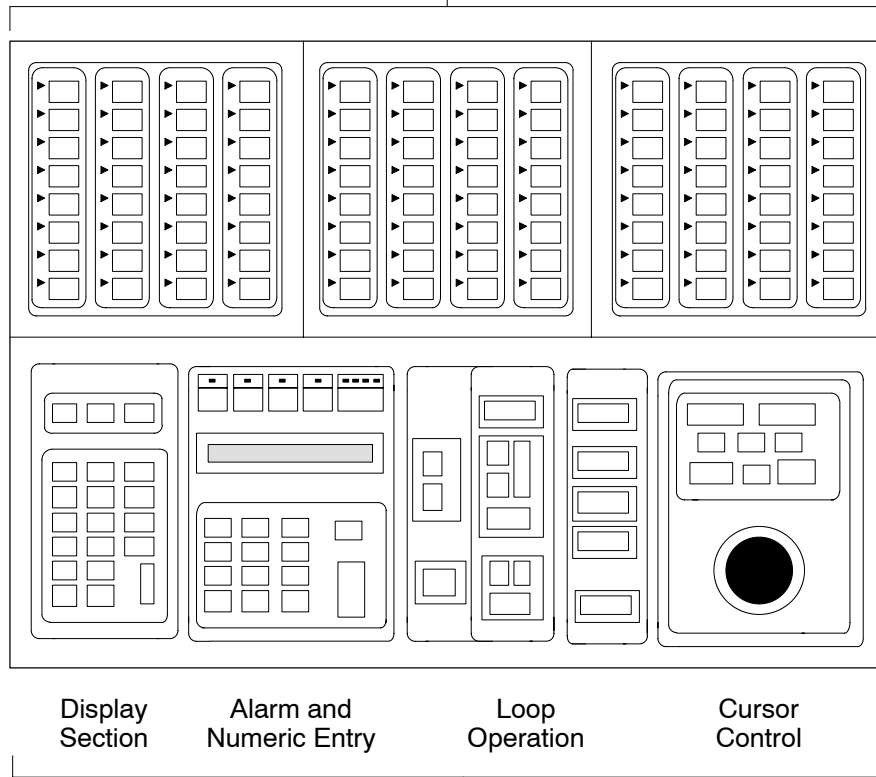 Display Section
Alarm and Numeric Entry
Loop Operation
Cursor Control